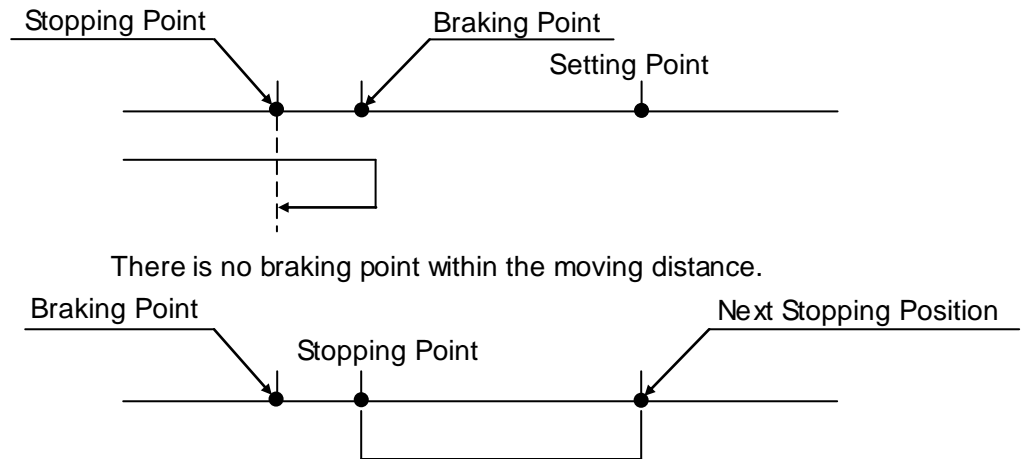 Stopping Point
Braking Point
Setting Point
There is no braking point within the moving distance.
Braking Point
Next Stopping Position
Stopping Point